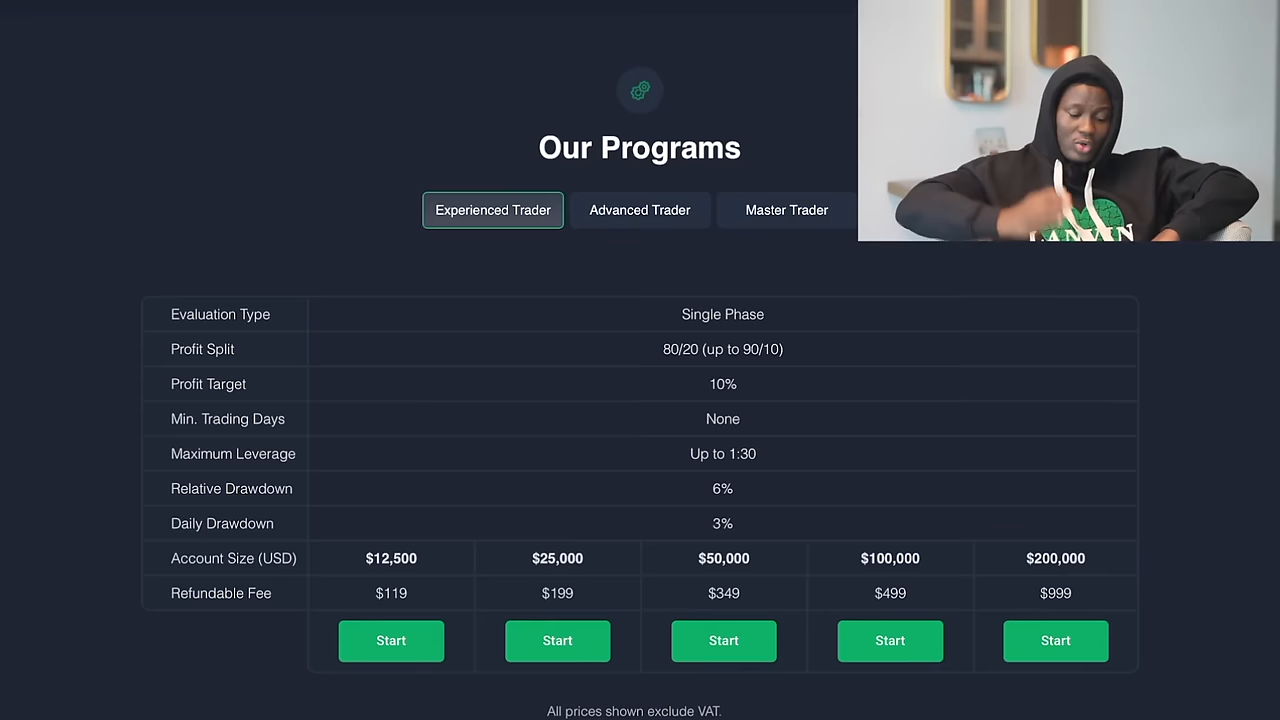 Our Programs
Experienced Trader Advanced Trader Master Trader
LANVIN
Evaluation Type Single Phase
Profit Split 80/20 (up to 90/10)
Profit Target 10%
Min. Trading Days None
Maximum Leverage Up to 1:30
Relative Drawdown 6%
Daily Drawdown 3%
Account Size (USD) $12,500 $25,000 $50,000 $100,000 $200,000
Refundable Fee $119 $199 $349 $499 $999
Start Start Start Start Start
All prices shown exclude VAT.